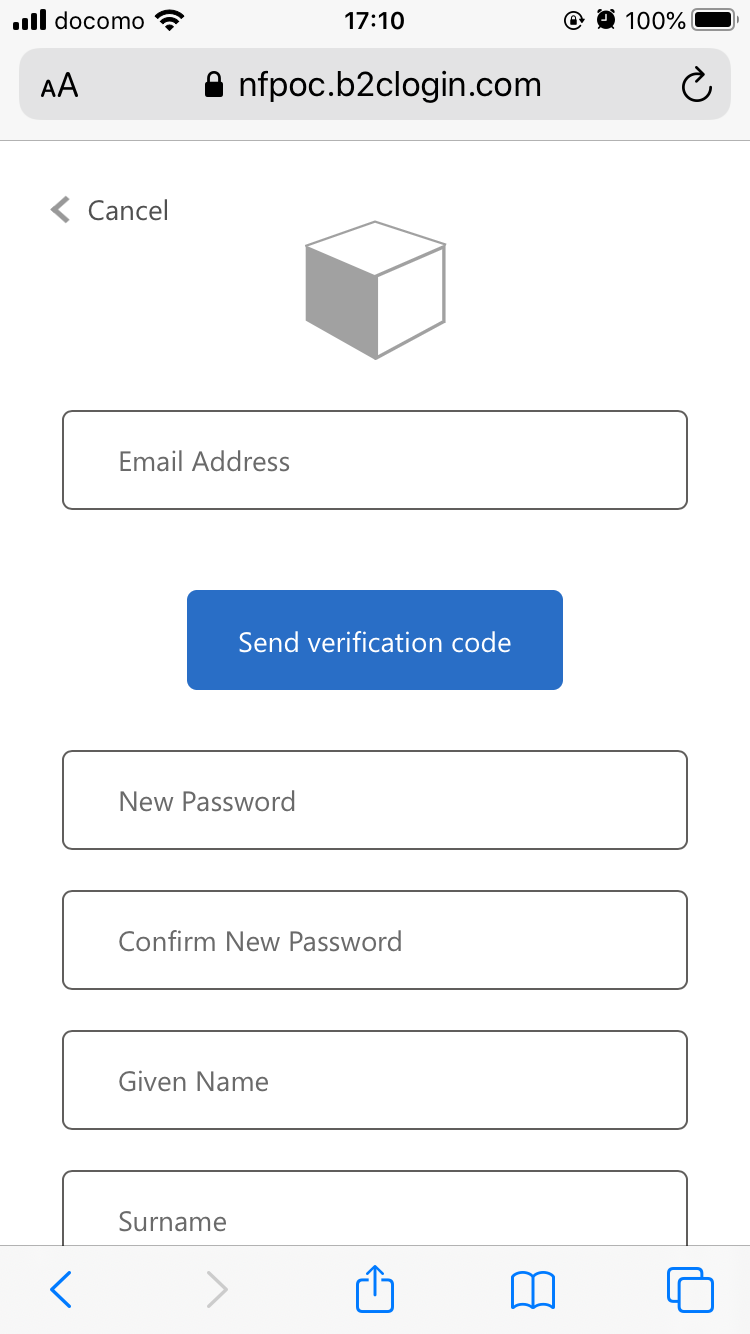 docomo 17:10 100%
AA nfpoc.b2clogin.com
Cancel
Email Address
Send verification code
New Password
Confirm New Password
Given Name
Surname